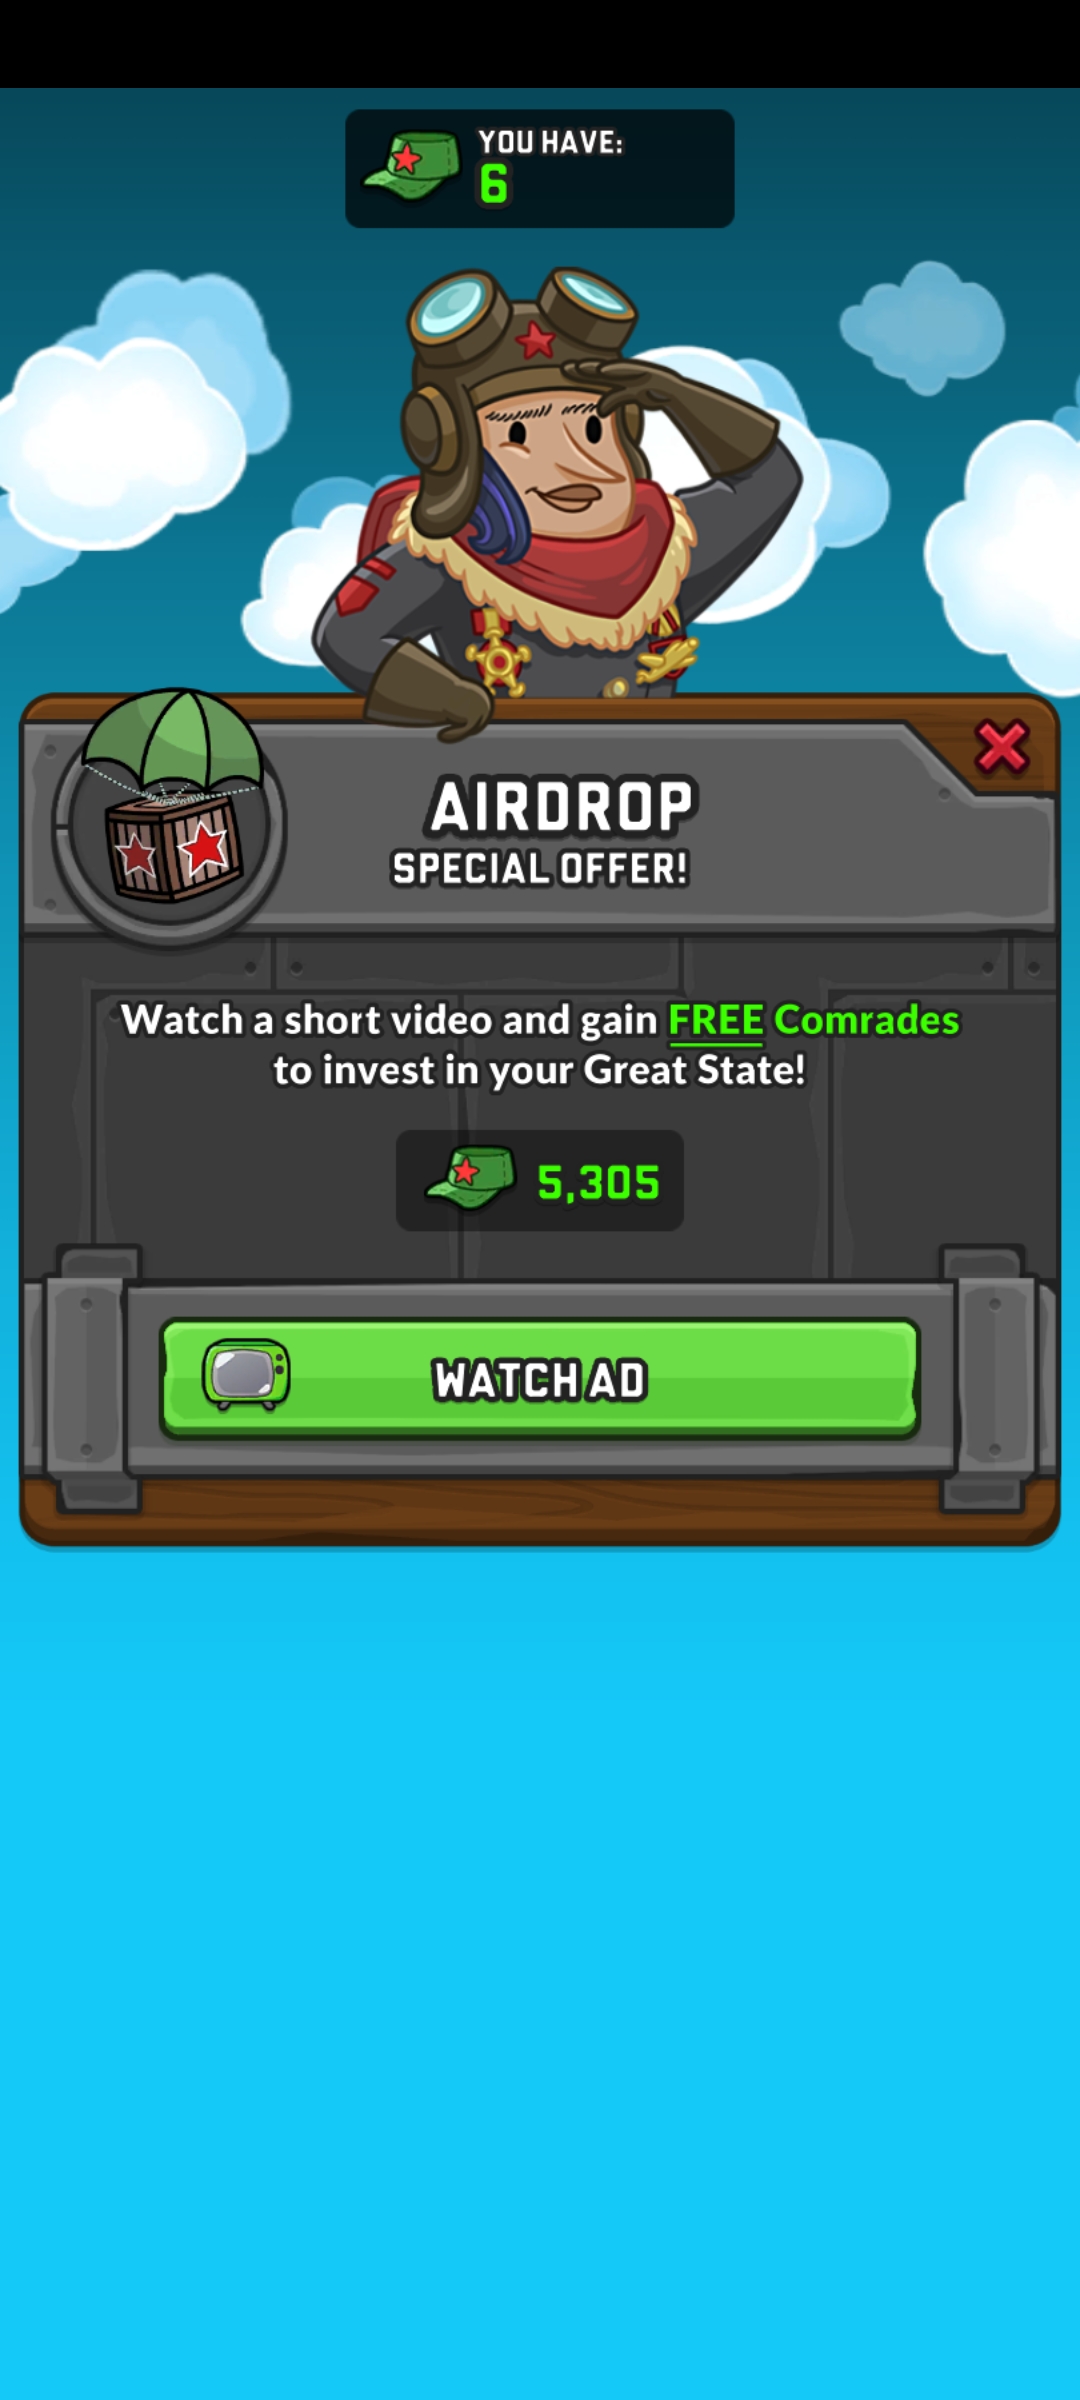 YOU HAVE:
6
AIRDROP
SPECIAL OFFER!
Watch a short video and gain FREE Comrades
to invest in your Great State!
5,305
WATCH AD